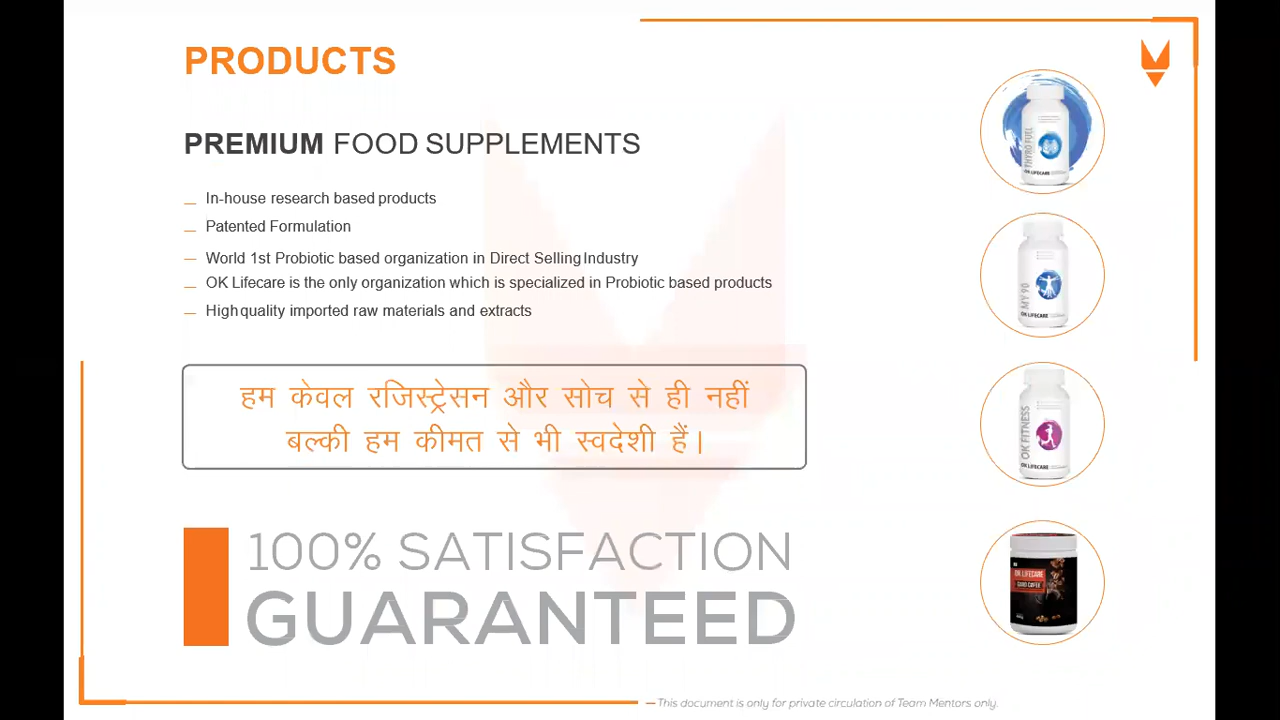 PRODUCTS
PREMIUM FOOD SUPPLEMENTS
In-house research based products
Patented Formulation
World 1st Probiotic based organization in Direct Selling Industry
OK Lifecare is the only organization which is specialized in Probiotic based products
High quality imported raw materials and extracts
हम केवल रजिस्ट्रेसन और सोच से ही नहीं
बल्की हम कीमत से भी स्वदेशी हैं|
100% SATISFACTION
GUARANTEED
THYRO FUEL
OK LIFECARE
MY 90
OK LIFECARE
OK FITNESS
OK LIFECARE
OK LIFECARE
This document is only for private circulation of Team Mentors only.